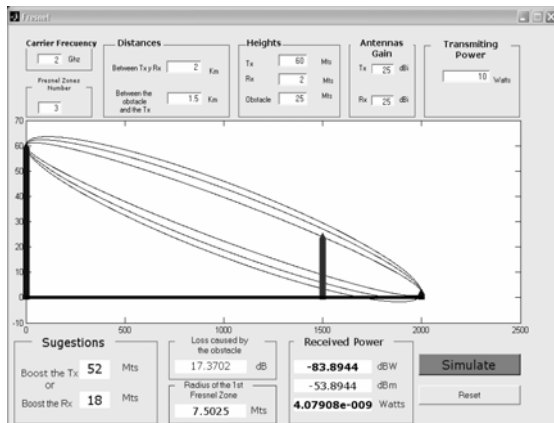 Fresnel
Carrier Frecuency
2 Ghz
Fresnel Zones
Number
3
Distances
Between Tx y Rx 2 Km
Between the
obstacle
and the Tx
1.5 Km
Heights
Tx 60 Mts
Rx 2 Mts
Obstacle 25 Mts
Antennas
Gain
Tx 25 dBi
Rx 25 dBi
Transmiting
Power
10 Watts
70
60
50
40
30
20
10
0
-10
0 500 1000 1500 2000 2500
Sugestions
Boost the Tx 52 Mts
or
Boost the Rx 18 Mts
Loss caused by
the obstacle
17.3702 dB
Radius of the 1st
Fresnel Zone
7.5025 Mts
Received Power
-83.8944 dBW
-53.8944 dBm
4.07908e-009 Watts
Simulate
Reset